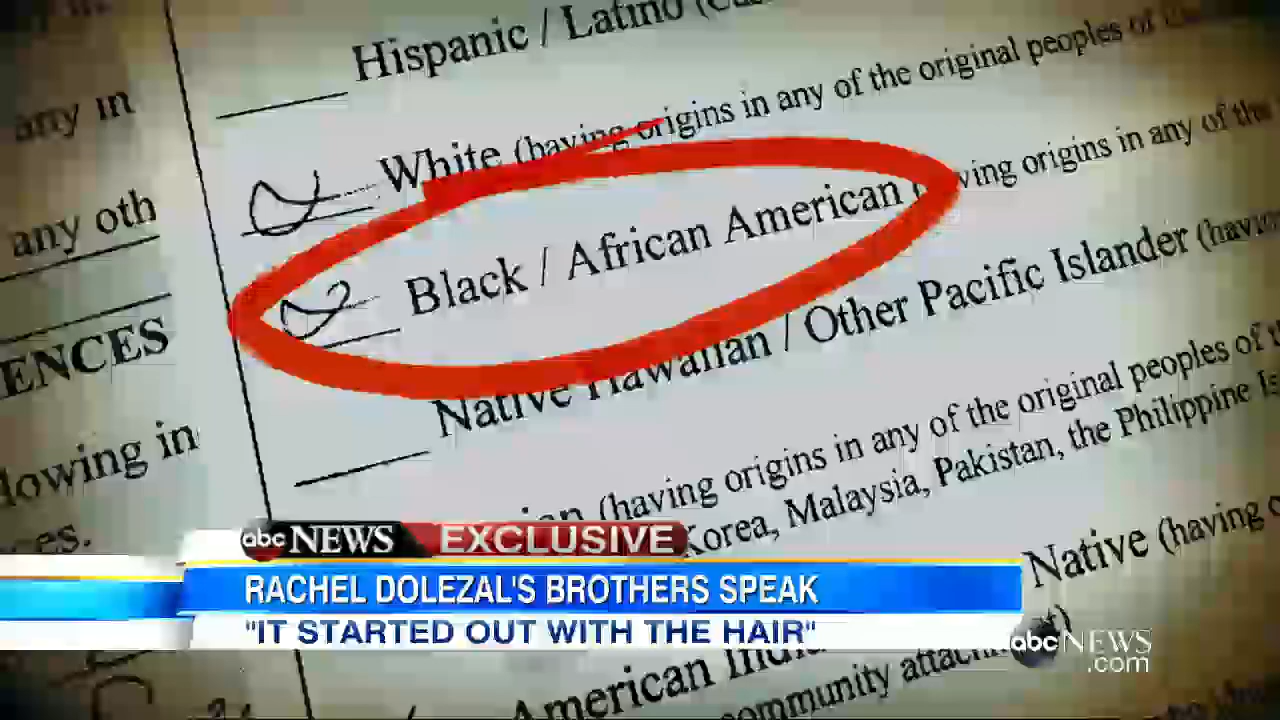 Hispanic / Latino
any in
White (having origins in any of the original peoples of
any oth
Black / African American ving origins in any of the
Native Hawaiian / Other Pacific Islander (having
ENCES
(having origins in any of the original peoples of t
lowing in
Korea, Malaysia, Pakistan, the Philippine Is
es.
Native (having o
abc NEWS EXCLUSIVE
RACHEL DOLEZAL'S BROTHERS SPEAK
"IT STARTED OUT WITH THE HAIR"
abc NEWS
.com
American Indi
community attach